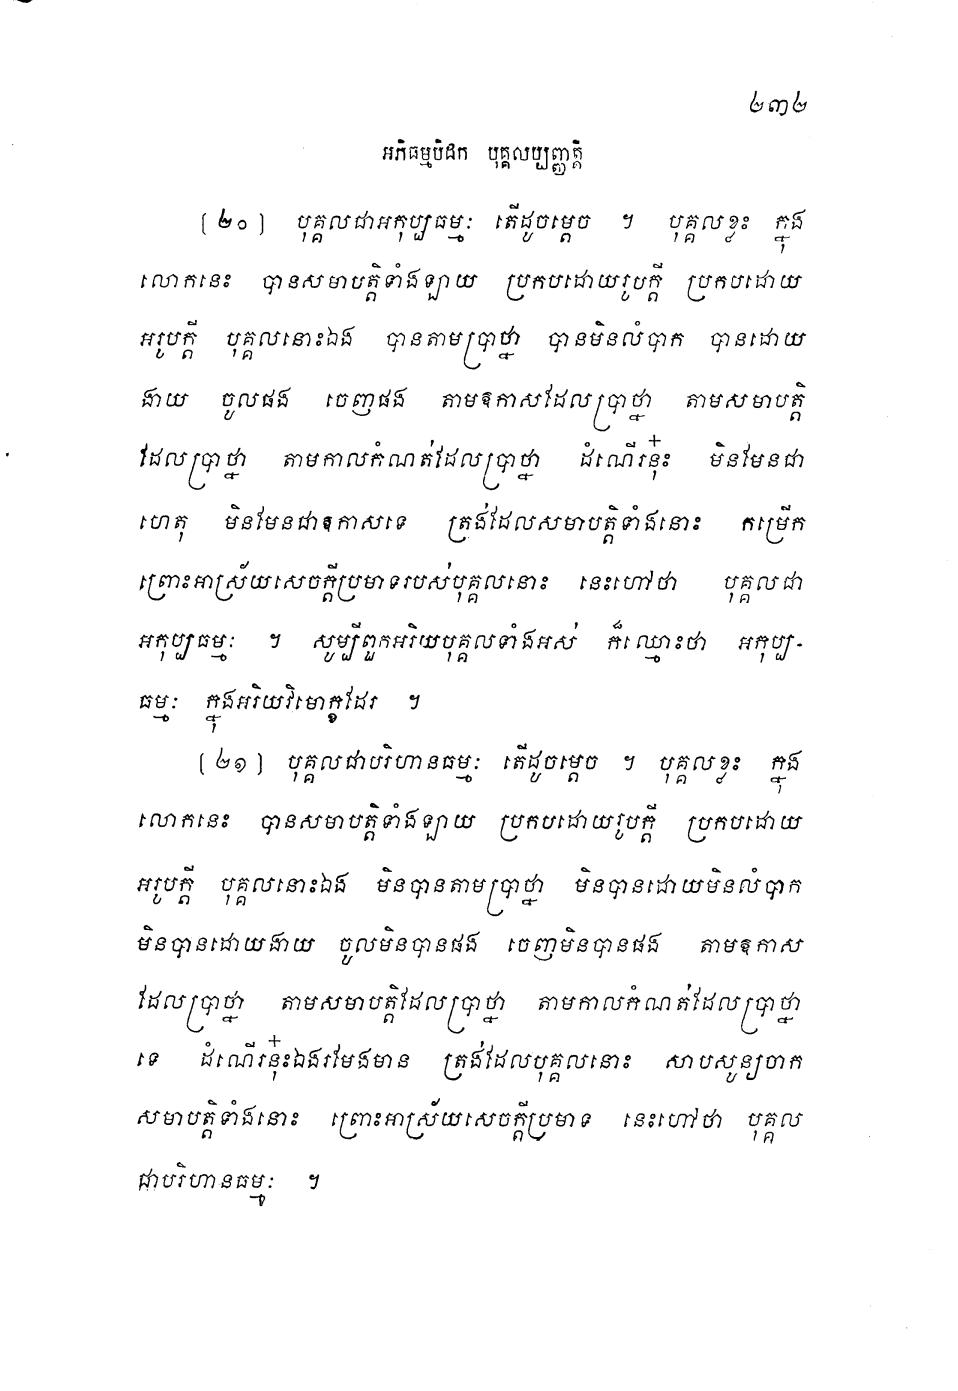 ២៣២
អភិធម្មបិដក បុគ្គលប្បញ្ញត្តិ
[២០] បុគ្គលជាអកុប្បធម្មៈ តើដូចម្តេច ។ បុគ្គលខ្លះ ក្នុង
លោកនេះ បានសមាបត្តិទាំងឡាយ ប្រកបដោយរូបក្តី ប្រកបដោយ
អរូបក្តី បុគ្គលនោះឯង បានតាមប្រាថ្នា បានមិនលំបាក បានដោយ
ងាយ ចូលផង ចេញផង តាមឱកាសដែលប្រាថ្នា តាមសមាបត្តិ
ដែលប្រាថ្នា តាមកាលកំណត់ដែលប្រាថ្នា ដំណើរនុ៎ះ មិនមែនជា
ហេតុ មិនមែនជាឱកាសទេ ត្រង់ដែលសមាបត្តិទាំងនោះ កម្រើក
ព្រោះអាស្រ័យសេចក្តីប្រមាទរបស់បុគ្គលនោះ នេះហៅថា បុគ្គលជា
អកុប្បធម្មៈ ។ សូម្បីពួកអរិយបុគ្គលទាំងអស់ ក៏ឈ្មោះថា អកុប្ប-
ធម្មៈ ក្នុងអរិយវិមោក្ខដែរ ។
[២១] បុគ្គលជាបរិហានធម្មៈ តើដូចម្តេច ។ បុគ្គលខ្លះ ក្នុង
លោកនេះ បានសមាបត្តិទាំងឡាយ ប្រកបដោយរូបក្តី ប្រកបដោយ
អរូបក្តី បុគ្គលនោះឯង មិនបានតាមប្រាថ្នា មិនបានដោយមិនលំបាក
មិនបានដោយងាយ ចូលមិនបានផង ចេញមិនបានផង តាមឱកាស
ដែលប្រាថ្នា តាមសមាបត្តិដែលប្រាថ្នា តាមកាលកំណត់ដែលប្រាថ្នា
ទេ ដំណើរនុ៎ះឯងរមែងមាន ត្រង់ដែលបុគ្គលនោះ សាបសូន្យចាក
សមាបត្តិទាំងនោះ ព្រោះអាស្រ័យសេចក្តីប្រមាទ នេះហៅថា បុគ្គល
ជាបរិហានធម្មៈ ។